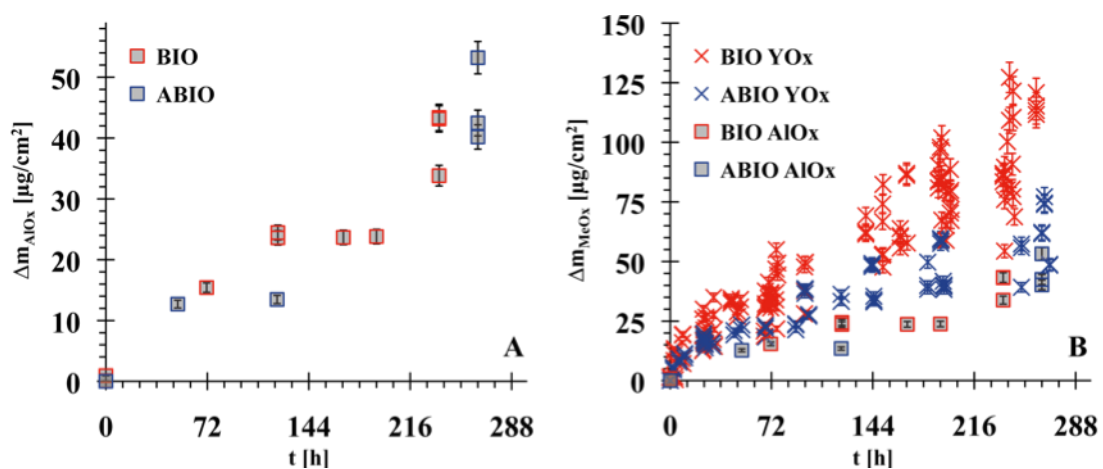 BIO
ABIO
Δm_AlOx [µg/cm²]
50
40
30
20
10
0
0 72 144 216 288
t [h]
A
BIO YOx
ABIO YOx
BIO AlOx
ABIO AlOx
Δm_MeOx [µg/cm²]
150
125
100
75
50
25
0
0 72 144 216 288
t [h]
B